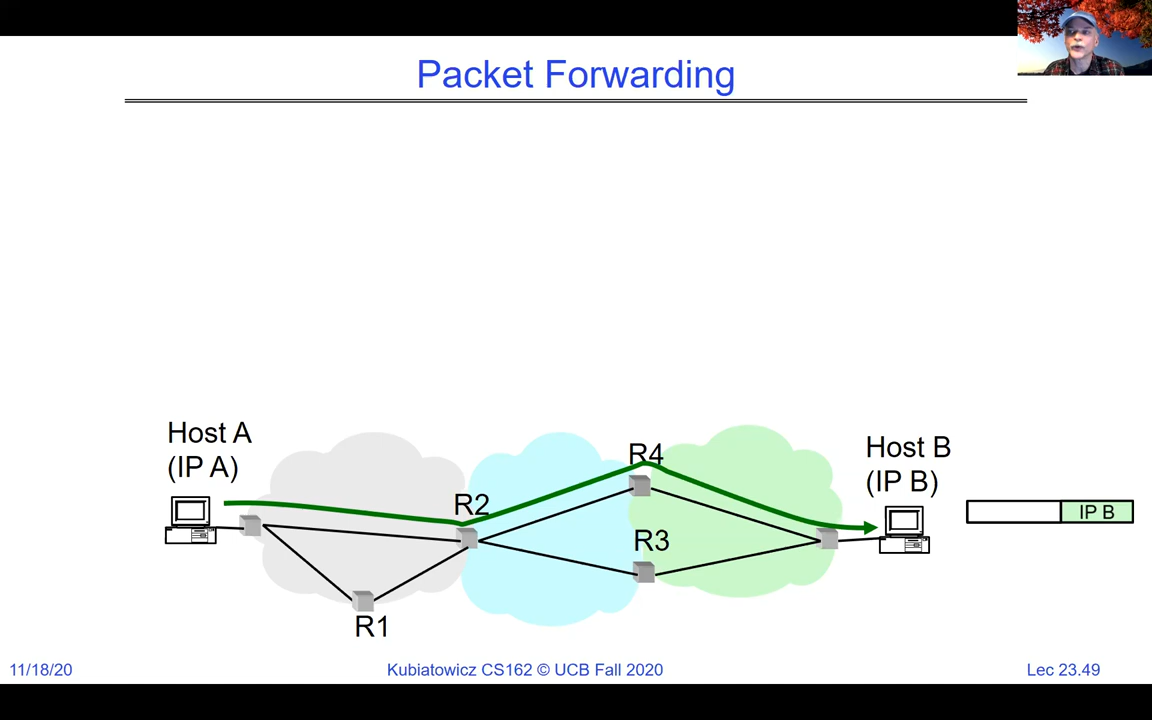 Packet Forwarding
Host A
(IP A)
R2
R4
R3
R1
Host B
(IP B)
IP B
11/18/20
Kubiatowicz CS162 © UCB Fall 2020
Lec 23.49